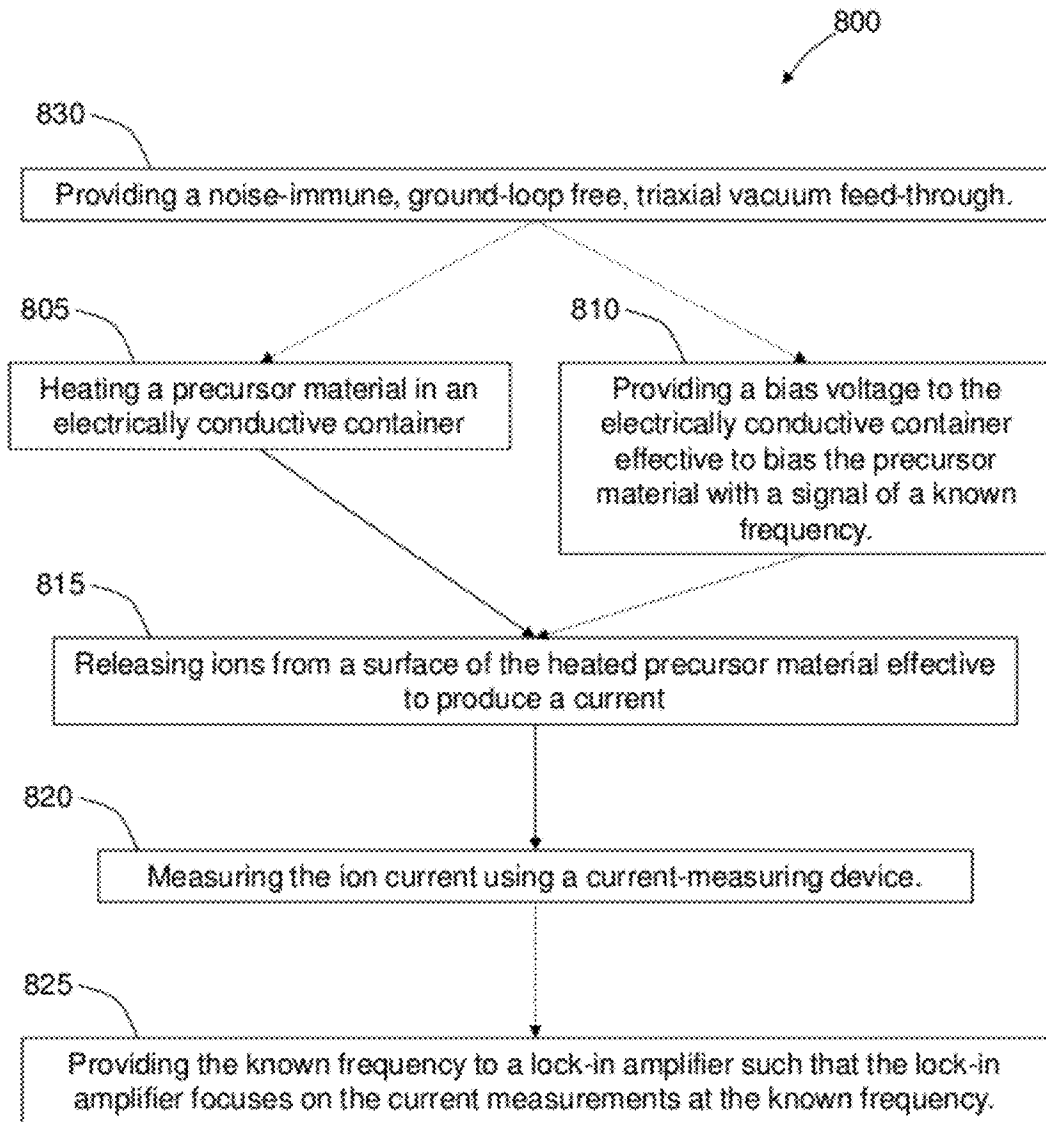 800
830
Providing a noise-immune, ground-loop free, triaxial vacuum feed-through.
805
810
Heating a precursor material in an
electrically conductive container
Providing a bias voltage to the
electrically conductive container
effective to bias the precursor
material with a signal of a known
frequency.
815
Releasing ions from a surface of the heated precursor material effective
to produce a current
820
Measuring the ion current using a current-measuring device.
825
Providing the known frequency to a lock-in amplifier such that the lock-in
amplifier focuses on the current measurements at the known frequency.